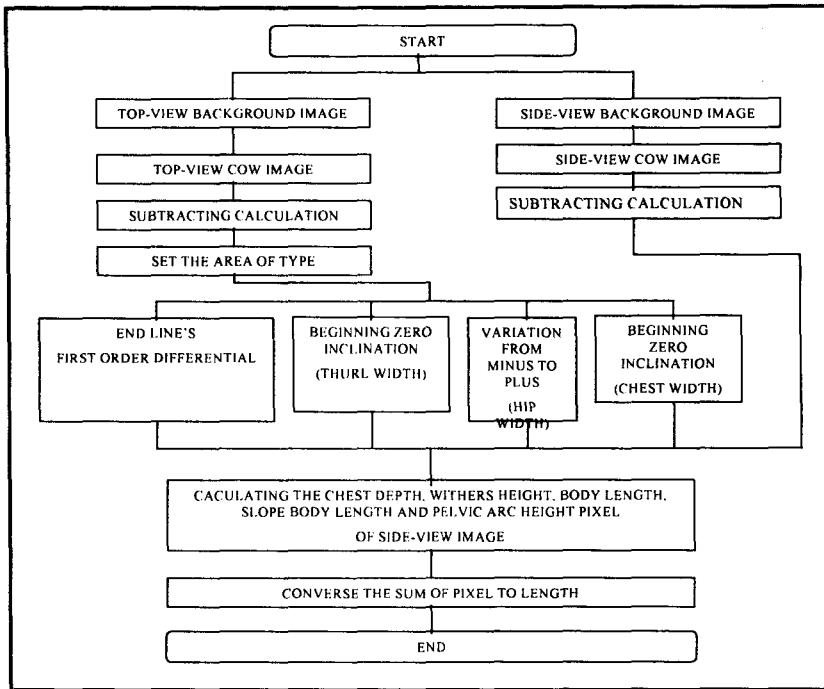 START
TOP-VIEW BACKGROUND IMAGE
SIDE-VIEW BACKGROUND IMAGE
TOP-VIEW COW IMAGE
SIDE-VIEW COW IMAGE
SUBTRACTING CALCULATION
SUBTRACTING CALCULATION
SET THE AREA OF TYPE
END LINE'S
FIRST ORDER DIFFERENTIAL
BEGINNING ZERO
INCLINATION
(THURL WIDTH)
VARIATION
FROM
MINUS TO
PLUS
(HIP
WIDTH)
BEGINNING
ZERO
INCLINATION
(CHEST WIDTH)
CACULATING THE CHEST DEPTH, WITHERS HEIGHT, BODY LENGTH,
SLOPE BODY LENGTH AND PELVIC ARC HEIGHT PIXEL
OF SIDE-VIEW IMAGE
CONVERSE THE SUM OF PIXEL TO LENGTH
END